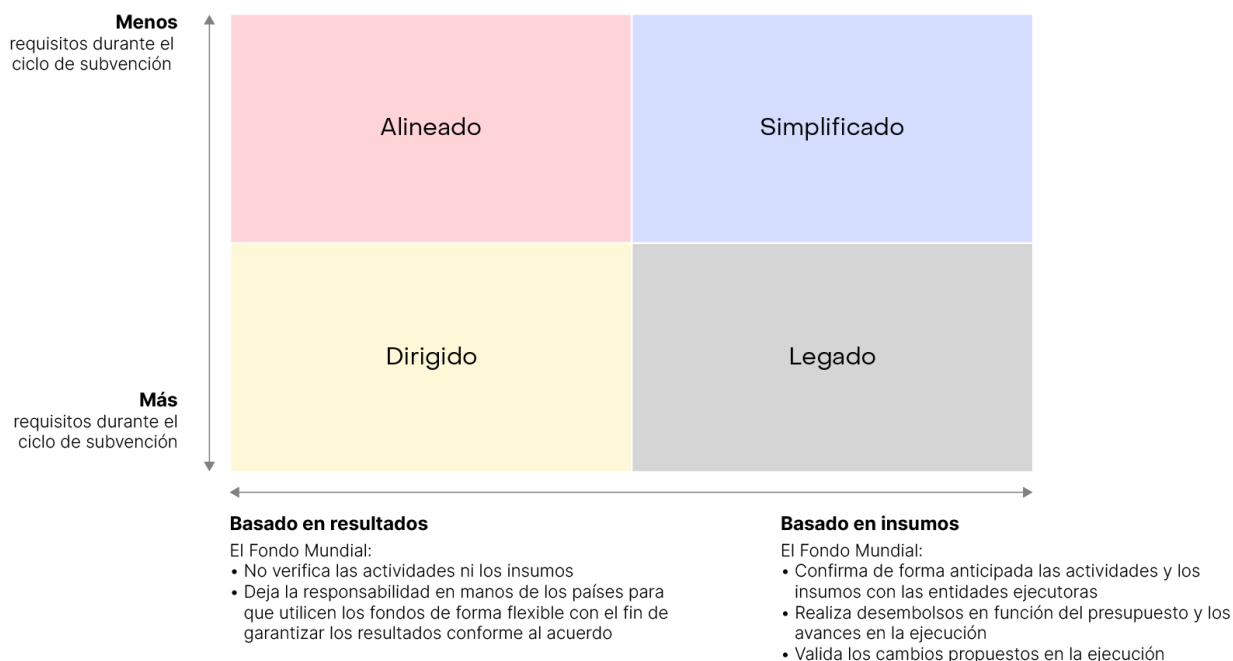 Menos
requisitos durante el
ciclo de subvención
Alineado
Simplificado
Dirigido
Legado
Más
requisitos durante el
ciclo de subvención
Basado en resultados
El Fondo Mundial:
• No verifica las actividades ni los insumos
• Deja la responsabilidad en manos de los países para
que utilicen los fondos de forma flexible con el fin de
garantizar los resultados conforme al acuerdo
Basado en insumos
El Fondo Mundial:
• Confirma de forma anticipada las actividades y los
insumos con las entidades ejecutoras
• Realiza desembolsos en función del presupuesto y los
avances en la ejecución
• Valida los cambios propuestos en la ejecución